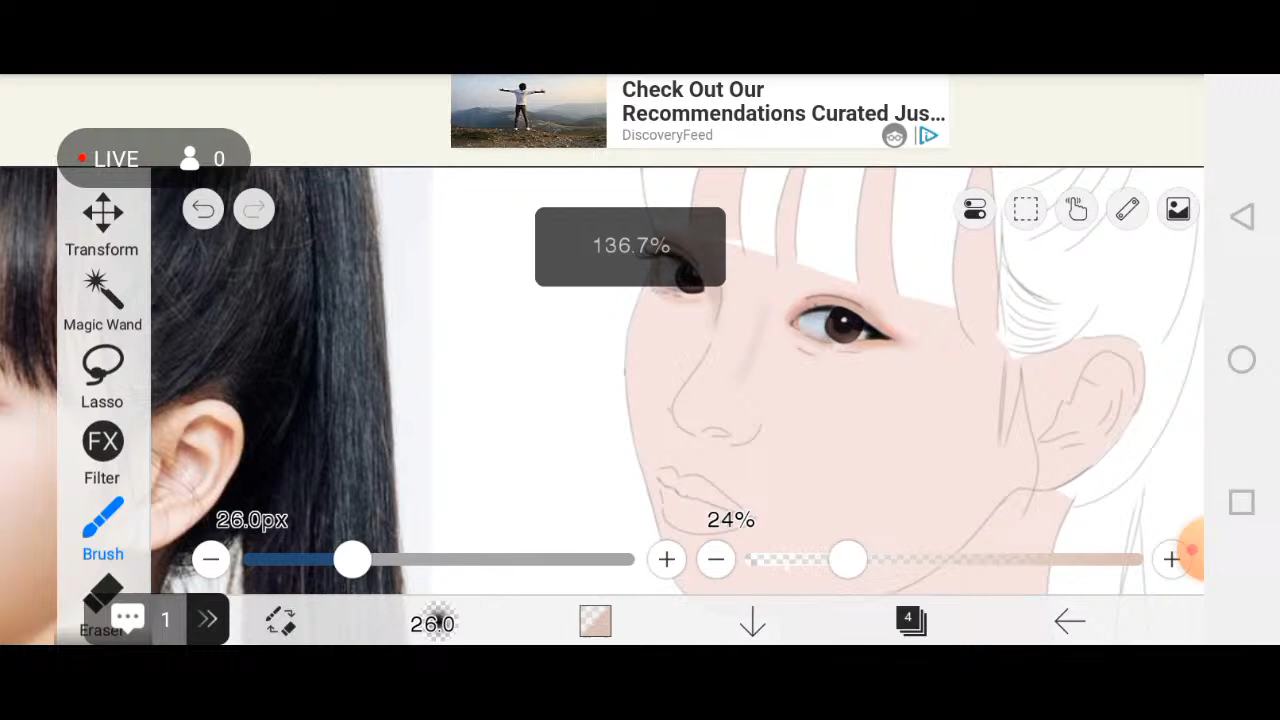 Check Out Our
Recommendations Curated Jus...
DiscoveryFeed
LIVE 0
136.7%
Transform
Magic Wand
Lasso
FX
Filter
Brush
Eraser
26.0px
24%
1
26.0
4